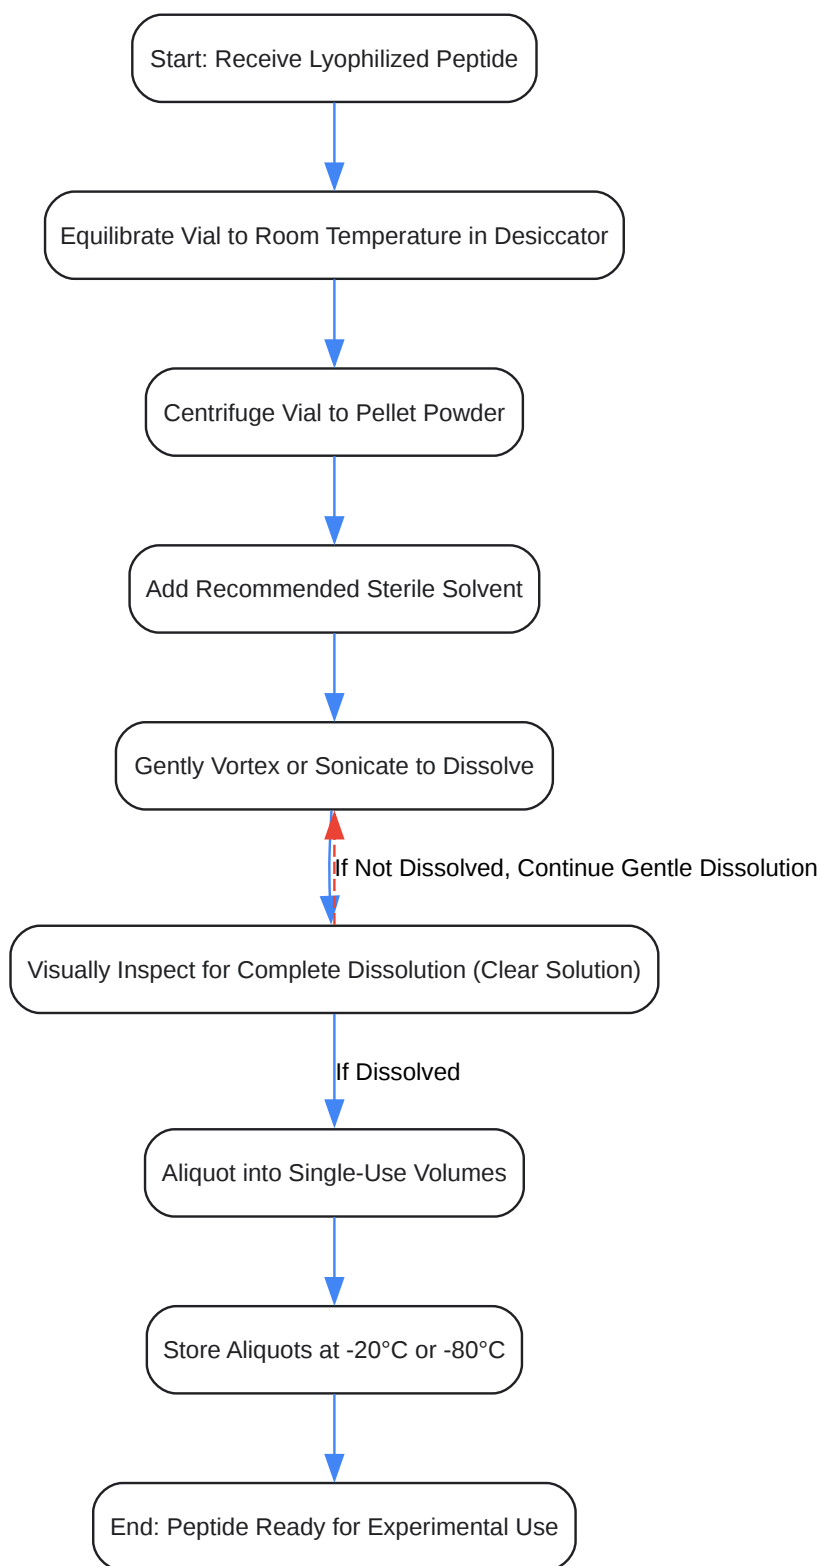 Start: Receive Lyophilized Peptide
Equilibrate Vial to Room Temperature in Desiccator
Centrifuge Vial to Pellet Powder
Add Recommended Sterile Solvent
Gently Vortex or Sonicate to Dissolve
If Not Dissolved, Continue Gentle Dissolution
Visually Inspect for Complete Dissolution (Clear Solution)
If Dissolved
Aliquot into Single-Use Volumes
Store Aliquots at -20°C or -80°C
End: Peptide Ready for Experimental Use